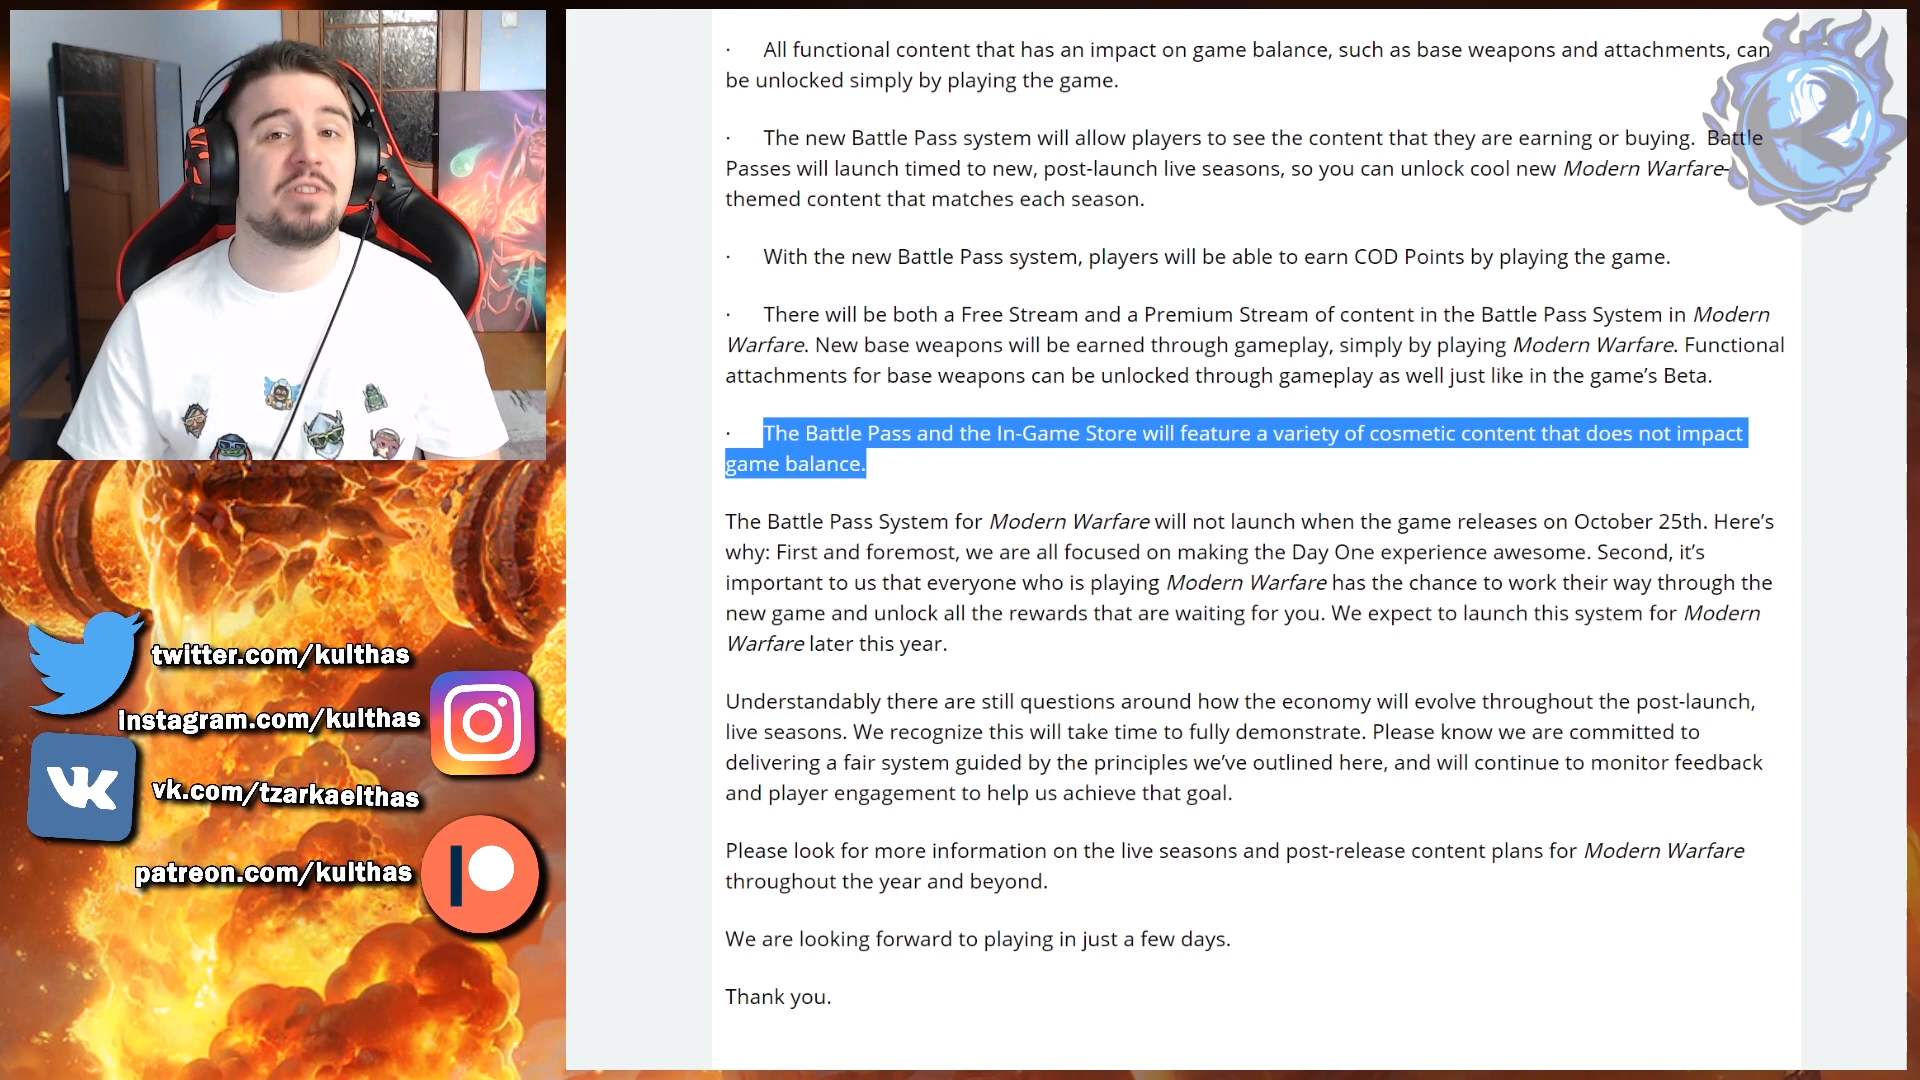 · All functional content that has an impact on game balance, such as base weapons and attachments, can
be unlocked simply by playing the game.
· The new Battle Pass system will allow players to see the content that they are earning or buying. Battle
Passes will launch timed to new, post-launch live seasons, so you can unlock cool new Modern Warfare-
themed content that matches each season.
· With the new Battle Pass system, players will be able to earn COD Points by playing the game.
· There will be both a Free Stream and a Premium Stream of content in the Battle Pass System in Modern
Warfare. New base weapons will be earned through gameplay, simply by playing Modern Warfare. Functional
attachments for base weapons can be unlocked through gameplay as well just like in the game’s Beta.
· The Battle Pass and the In-Game Store will feature a variety of cosmetic content that does not impact
game balance.
The Battle Pass System for Modern Warfare will not launch when the game releases on October 25th. Here’s
why: First and foremost, we are all focused on making the Day One experience awesome. Second, it’s
important to us that everyone who is playing Modern Warfare has the chance to work their way through the
new game and unlock all the rewards that are waiting for you. We expect to launch this system for Modern
Warfare later this year.
Understandably there are still questions around how the economy will evolve throughout the post-launch,
live seasons. We recognize this will take time to fully demonstrate. Please know we are committed to
delivering a fair system guided by the principles we’ve outlined here, and will continue to monitor feedback
and player engagement to help us achieve that goal.
Please look for more information on the live seasons and post-release content plans for Modern Warfare
throughout the year and beyond.
We are looking forward to playing in just a few days.
Thank you.
twitter.com/kulthas
instagram.com/kulthas
vk.com/tzarkaelthas
patreon.com/kulthas